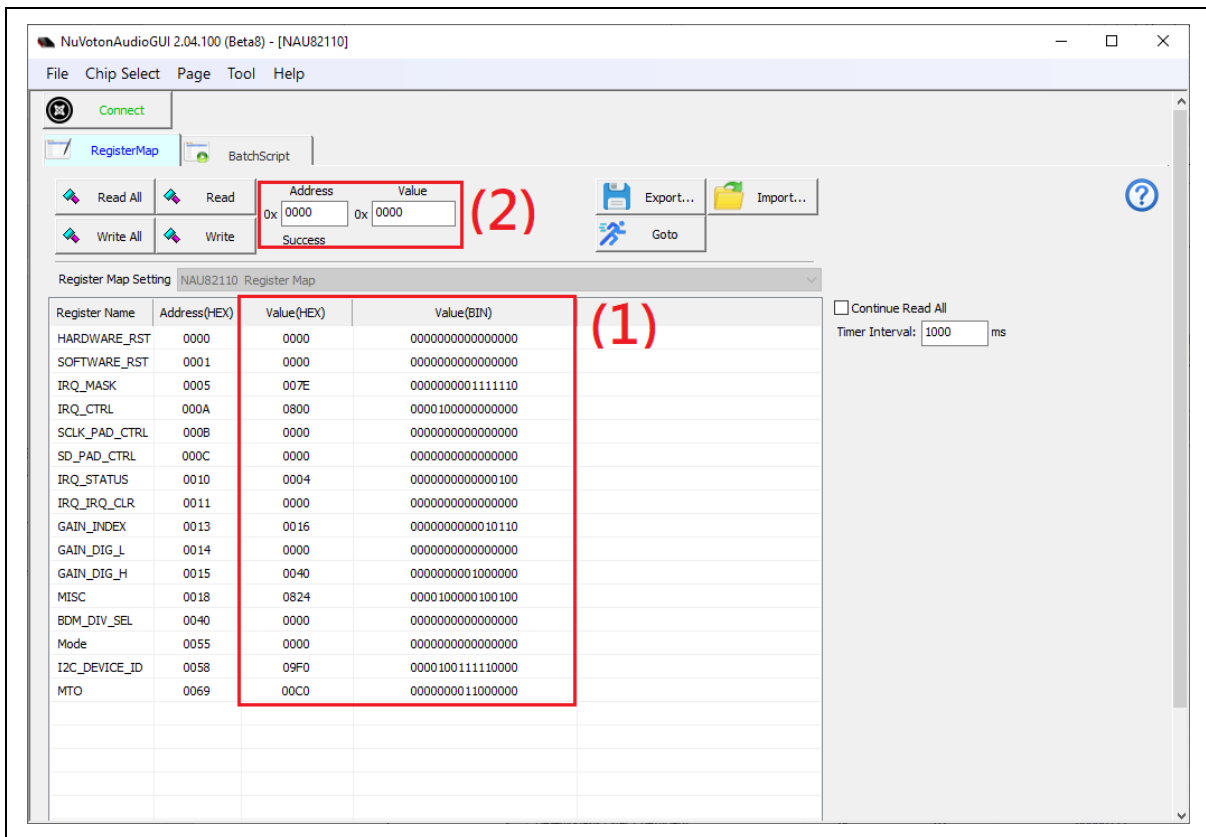 NuVotonAudioGUI 2.04.100 (Beta8) - [NAU82110]
File Chip Select Page Tool Help
Connect
RegisterMap BatchScript
Read All Read Address Value Export... Import...
0x 0000 0x 0000 (2)
Write All Write Success Goto
Register Map Setting NAU82110 Register Map
Register Name Address(HEX) Value(HEX) Value(BIN) (1) Continue Read All
Timer Interval: 1000 ms
HARDWARE_RST 0000 0000 0000000000000000
SOFTWARE_RST 0001 0000 0000000000000000
IRQ_MASK 0005 007E 0000000001111110
IRQ_CTRL 000A 0800 0000100000000000
SCLK_PAD_CTRL 000B 0000 0000000000000000
SD_PAD_CTRL 000C 0000 0000000000000000
IRQ_STATUS 0010 0004 0000000000000100
IRQ_IRQ_CLR 0011 0000 0000000000000000
GAIN_INDEX 0013 0016 0000000000010110
GAIN_DIG_L 0014 0000 0000000000000000
GAIN_DIG_H 0015 0040 0000000001000000
MISC 0018 0824 0000100000100100
BDM_DIV_SEL 0040 0000 0000000000000000
Mode 0055 0000 0000000000000000
I2C_DEVICE_ID 0058 09F0 0000100111110000
MTO 0069 00C0 0000000011000000